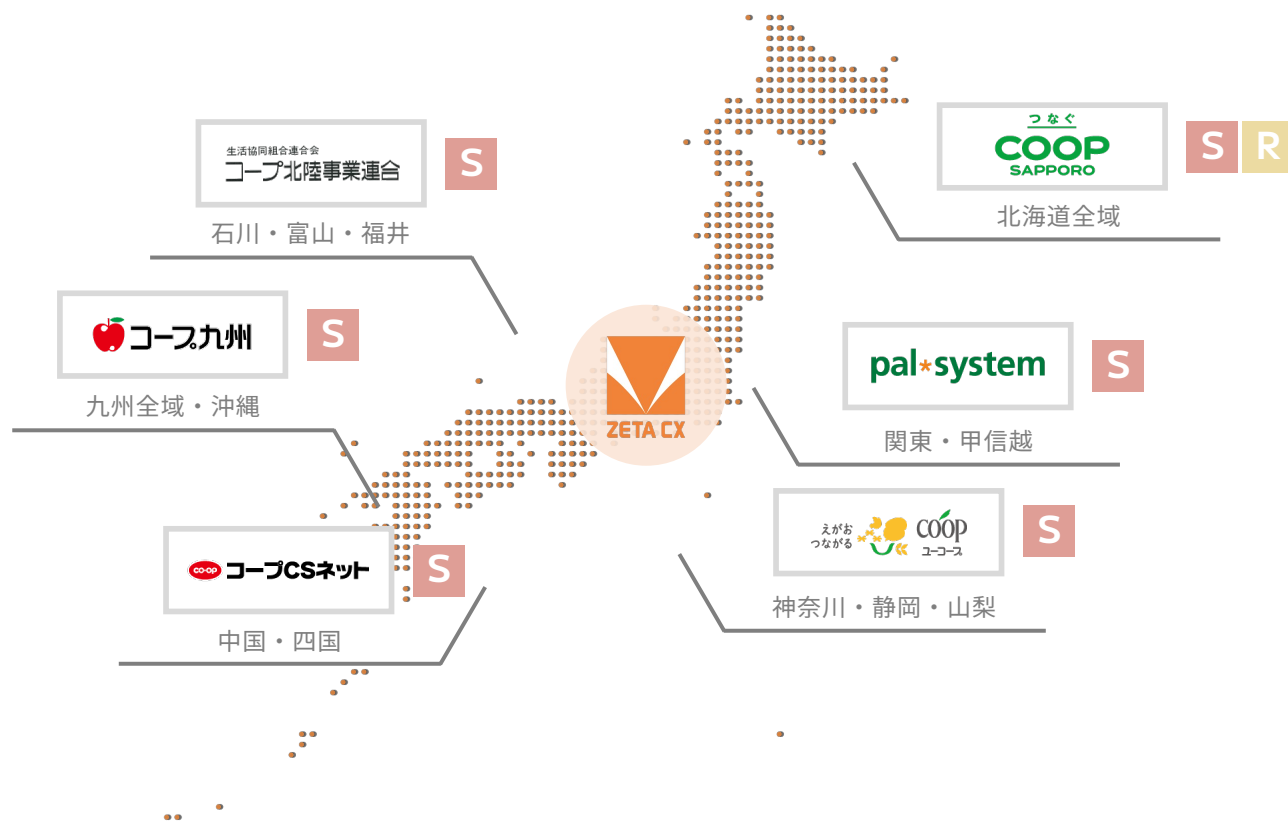 生活協同組合連合会
コープ北陸事業連合
S
石川・富山・福井
つなぐ
COOP
SAPPORO
S
R
北海道全域
コープ九州
S
九州全域・沖縄
ZETA CX
pal*system
S
関東・甲信越
えがお
つながる
coop
ユーコープ
S
神奈川・静岡・山梨
CO・OP
コープCSネット
S
中国・四国